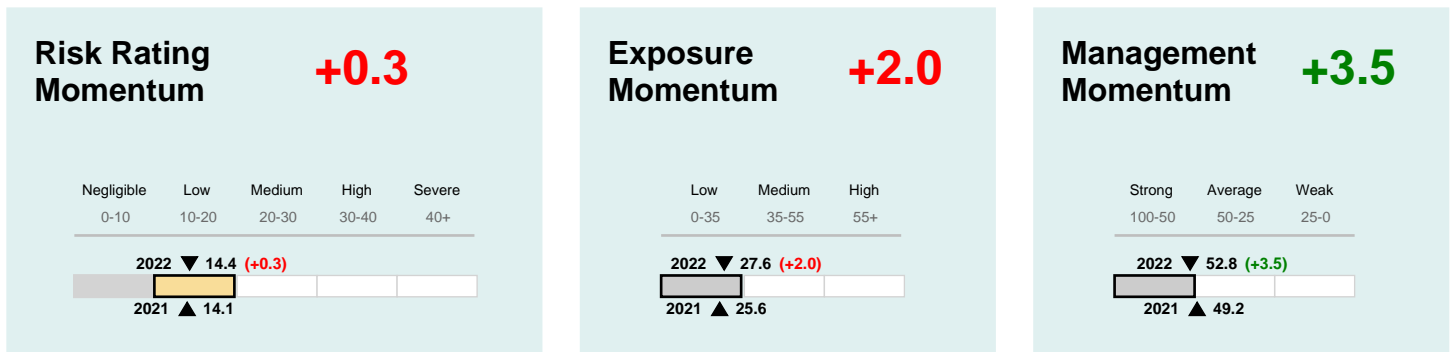 Risk Rating
Momentum
+0.3
Negligible Low Medium High Severe
0-10 10-20 20-30 30-40 40+
2022 ▼ 14.4 (+0.3)
2021 ▲ 14.1
Exposure
Momentum
+2.0
Low Medium High
0-35 35-55 55+
2022 ▼ 27.6 (+2.0)
2021 ▲ 25.6
Management
Momentum
+3.5
Strong Average Weak
100-50 50-25 25-0
2022 ▼ 52.8 (+3.5)
2021 ▲ 49.2